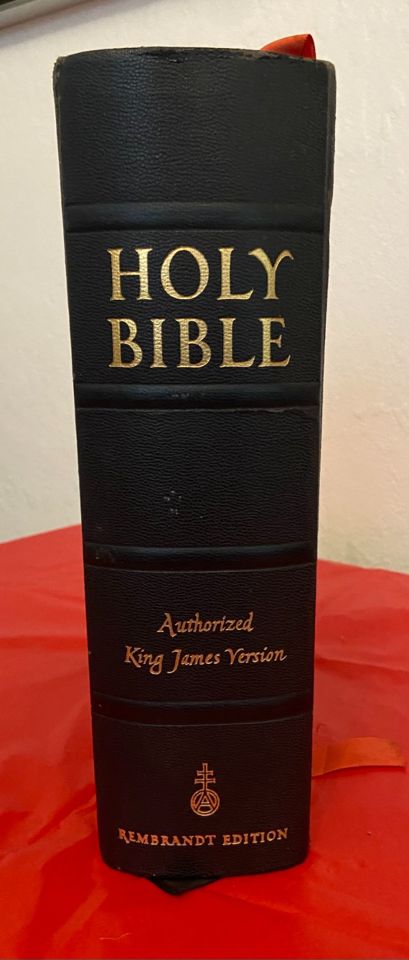 HOLY
BIBLE
Authorized
King James Version
REMBRANDT EDITION